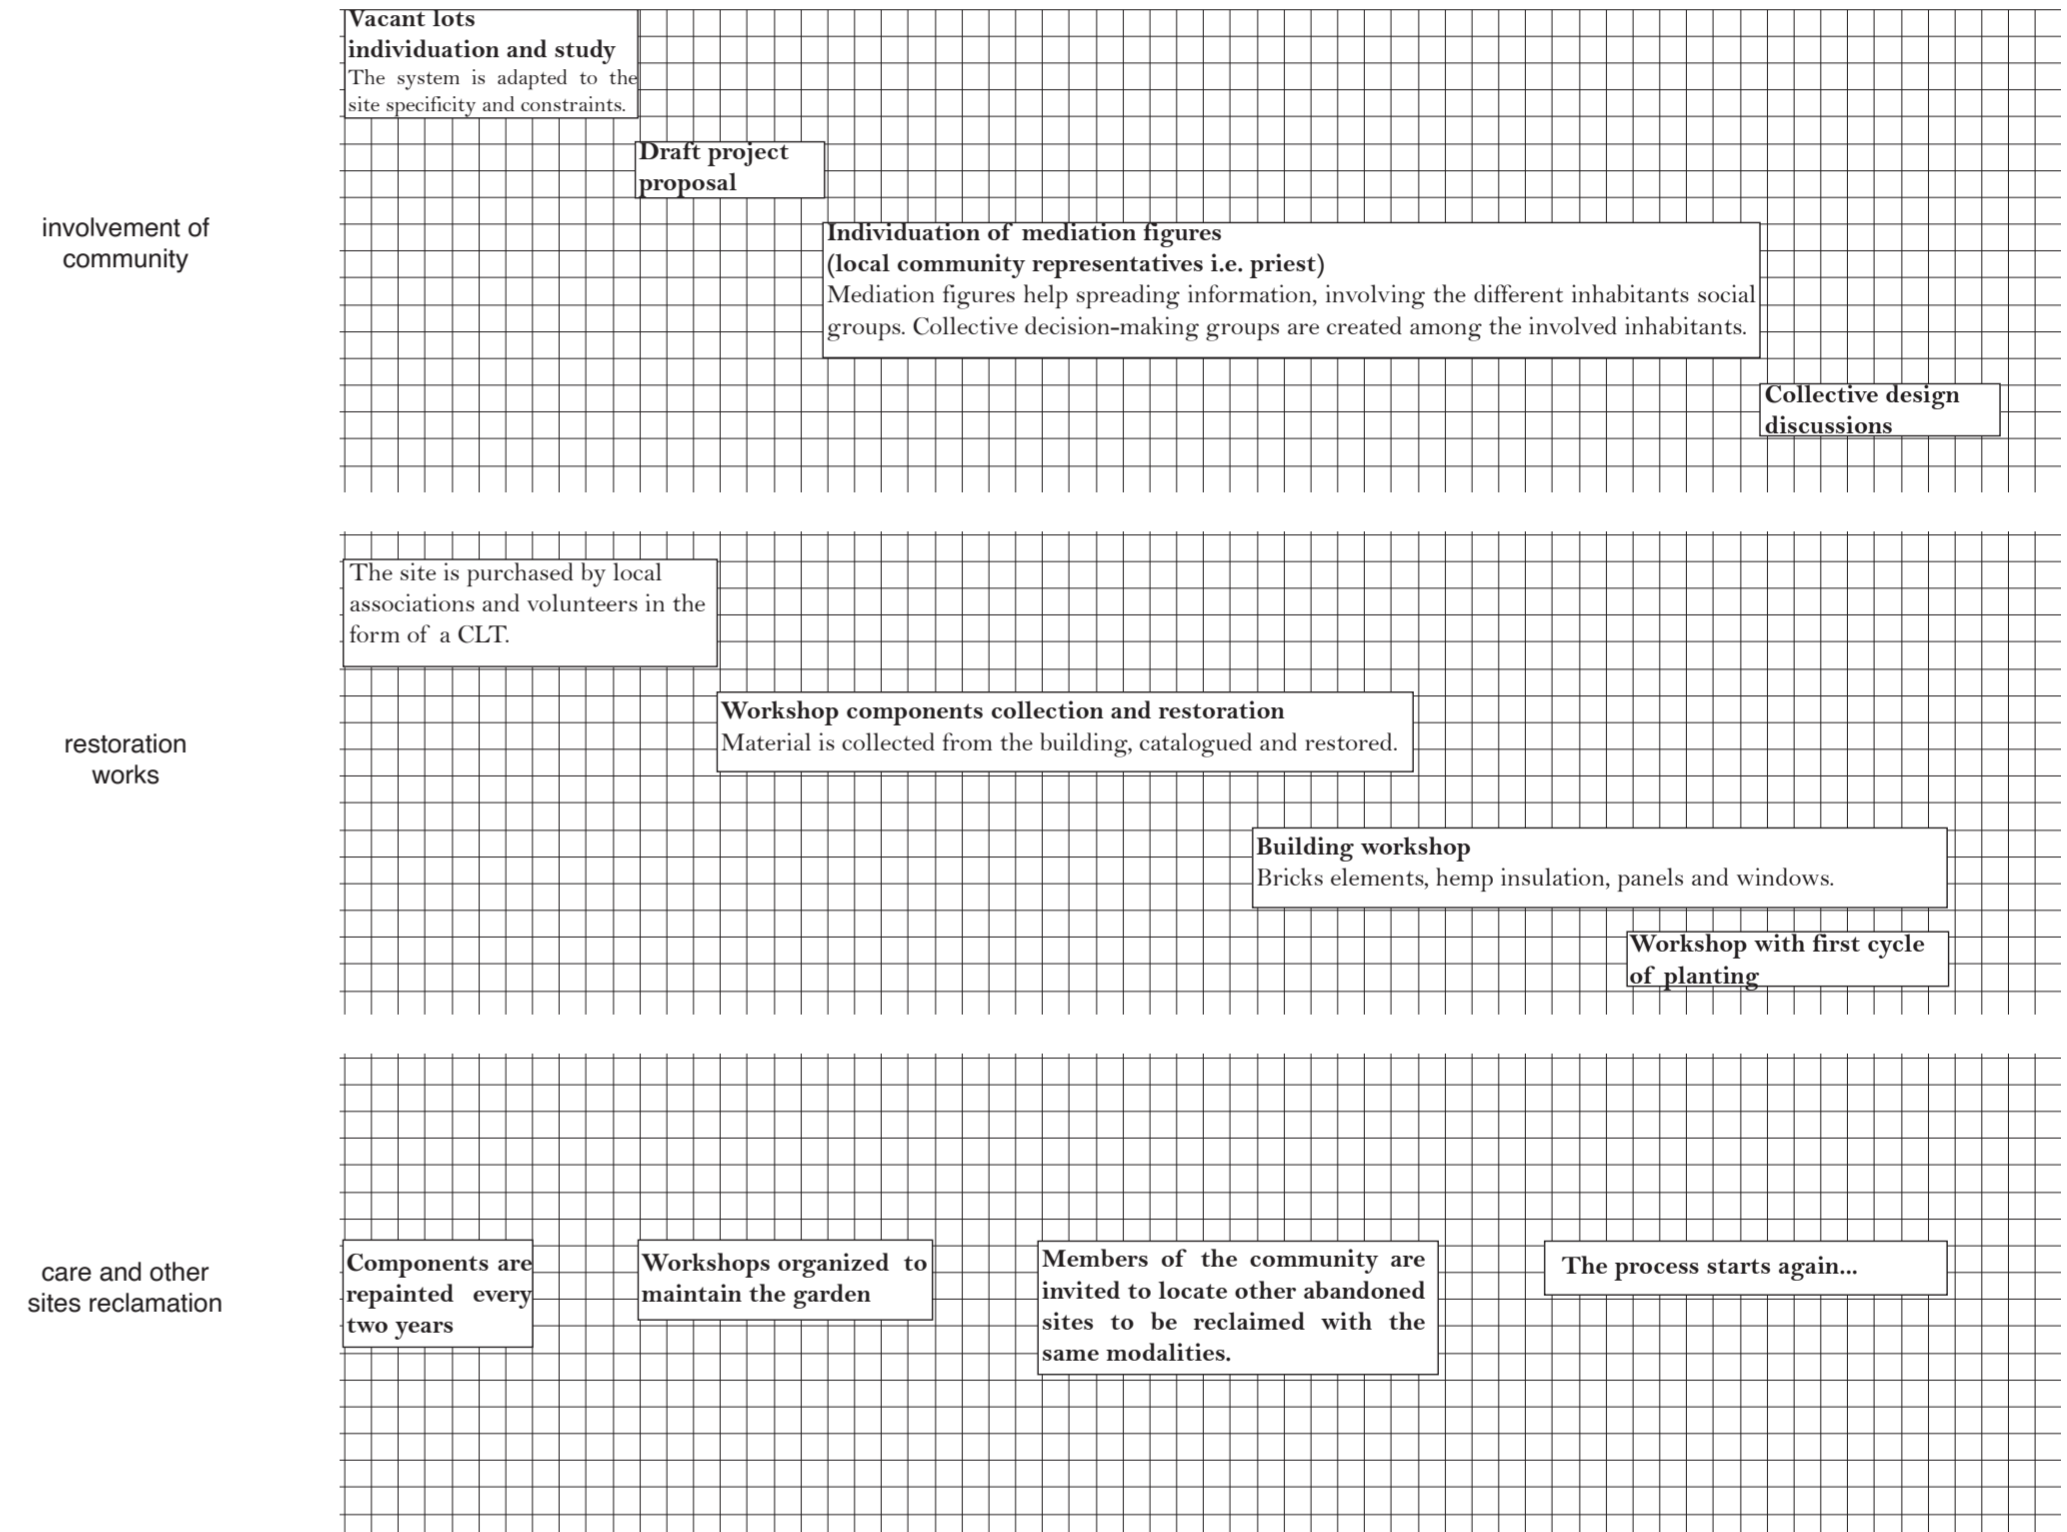 Vacant lots
individuation and study
The system is adapted to the
site specificity and constraints.
Draft project
proposal
involvement of
community
Individuation of mediation figures
(local community representatives i.e. priest)
Mediation figures help spreading information, involving the different inhabitants social
groups. Collective decision-making groups are created among the involved inhabitants.
Collective design
discussions
The site is purchased by local
associations and volunteers in the
form of a CLT.
restoration
works
Workshop components collection and restoration
Material is collected from the building, catalogued and restored.
Building workshop
Bricks elements, hemp insulation, panels and windows.
Workshop with first cycle
of planting
care and other
sites reclamation
Components are
repainted every
two years
Workshops organized to
maintain the garden
Members of the community are
invited to locate other abandoned
sites to be reclaimed with the
same modalities.
The process starts again...